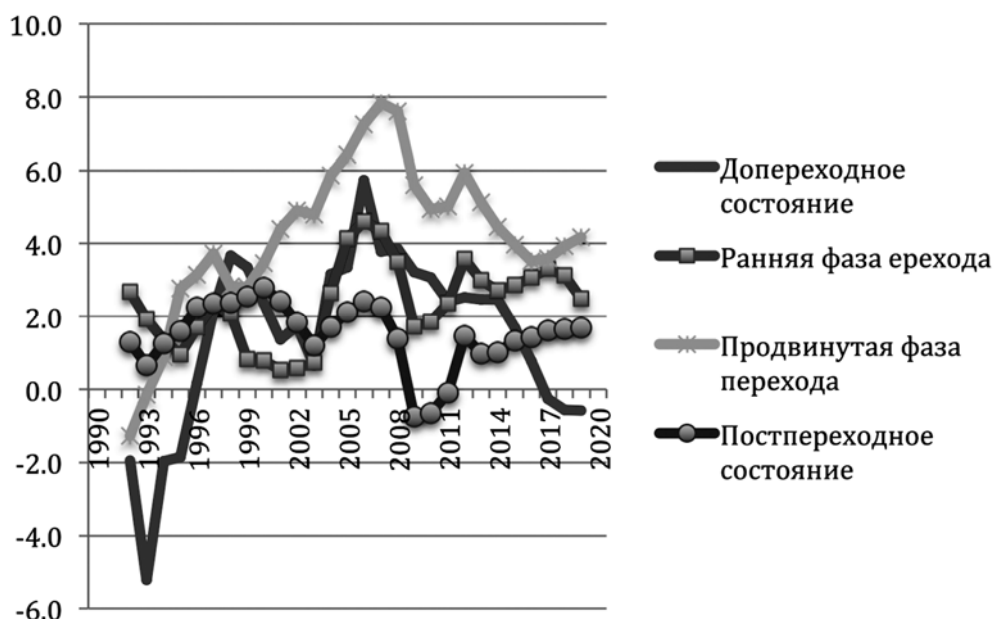 10.0
8.0
6.0
4.0
2.0
0.0
-2.0
-4.0
-6.0
1990
1993
1996
1999
2002
2005
2008
2011
2014
2017
2020
Допереходное
состояние
Ранняя фаза ерехода
Продвинутая фаза
перехода
Постпереходное
состояние